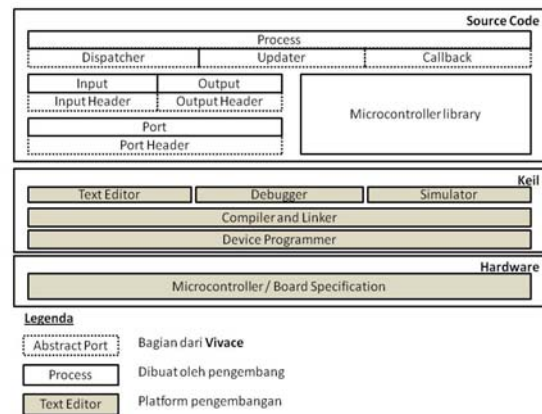 Source Code
Process
Dispatcher Updater Callback
Input Output
Input Header Output Header
Microcontroller library
Port
Port Header
Keil
Text Editor Debugger Simulator
Compiler and Linker
Device Programmer
Hardware
Microcontroller / Board Specification
Legenda
Abstract Port Bagian dari Vivace
Process Dibuat oleh pengembang
Text Editor Platform pengembangan